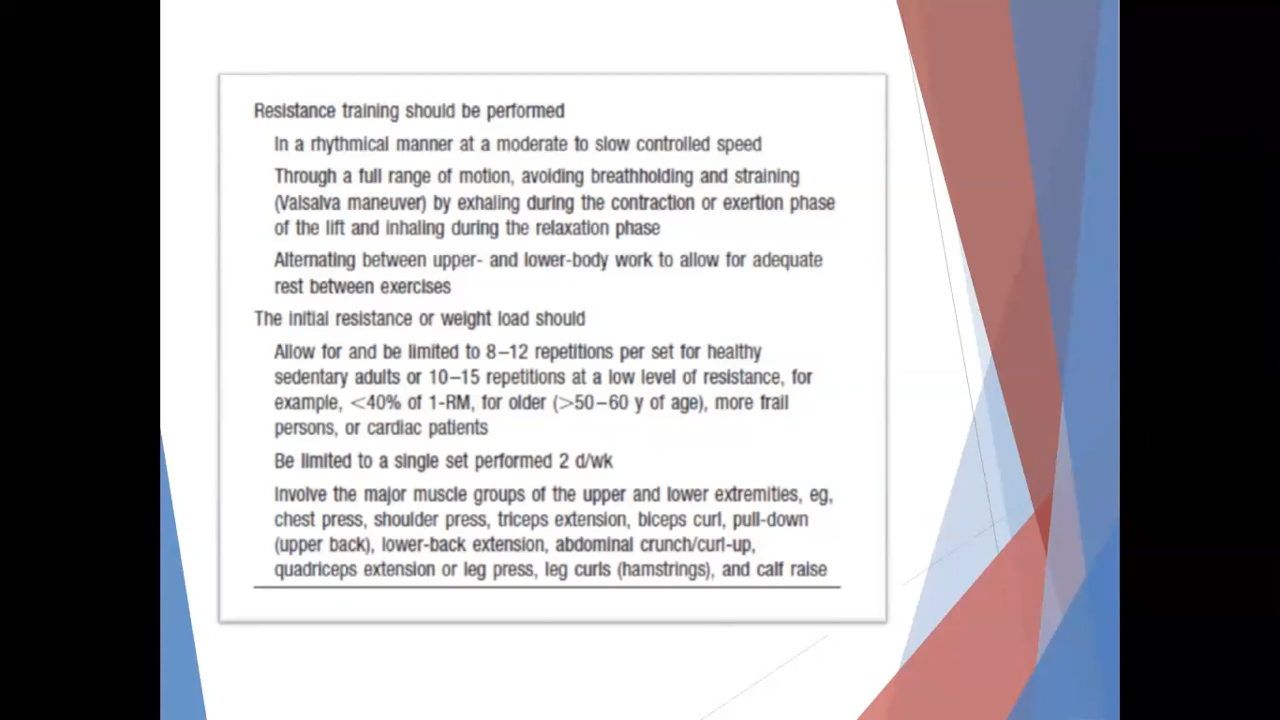 Resistance training should be performed
In a rhythmical manner at a moderate to slow controlled speed
Through a full range of motion, avoiding breathholding and straining
(Valsalva maneuver) by exhaling during the contraction or exertion phase
of the lift and inhaling during the relaxation phase
Alternating between upper- and lower-body work to allow for adequate
rest between exercises
The initial resistance or weight load should
Allow for and be limited to 8–12 repetitions per set for healthy
sedentary adults or 10–15 repetitions at a low level of resistance, for
example, <40% of 1-RM, for older (>50–60 y of age), more frail
persons, or cardiac patients
Be limited to a single set performed 2 d/wk
Involve the major muscle groups of the upper and lower extremities, eg,
chest press, shoulder press, triceps extension, biceps curl, pull-down
(upper back), lower-back extension, abdominal crunch/curl-up,
quadriceps extension or leg press, leg curls (hamstrings), and calf raise